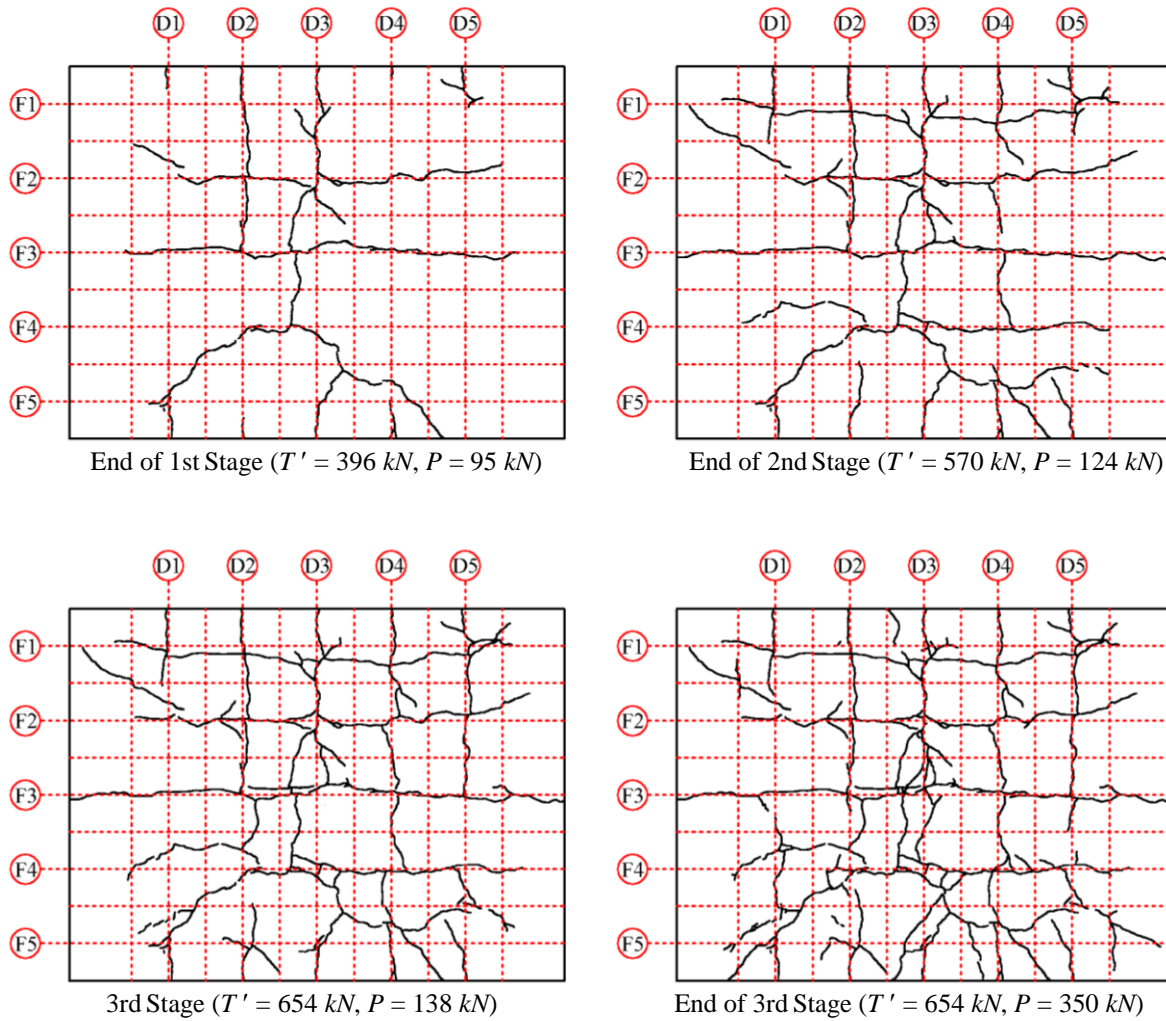 D1 D2 D3 D4 D5
D1 D2 D3 D4 D5
F1
F2
F3
F4
F5
F1
F2
F3
F4
F5
End of 1st Stage (T ' = 396 kN, P = 95 kN)
End of 2nd Stage (T ' = 570 kN, P = 124 kN)
D1 D2 D3 D4 D5
D1 D2 D3 D4 D5
F1
F2
F3
F4
F5
F1
F2
F3
F4
F5
3rd Stage (T ' = 654 kN, P = 138 kN)
End of 3rd Stage (T ' = 654 kN, P = 350 kN)